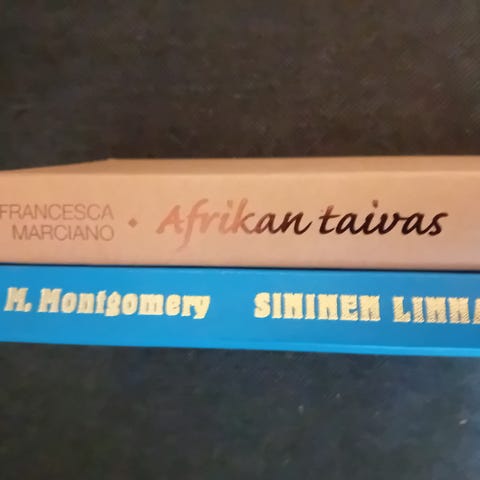 FRANCESCA
MARCIANO • Afrikan taivas
M. Montgomery SININEN LINNA